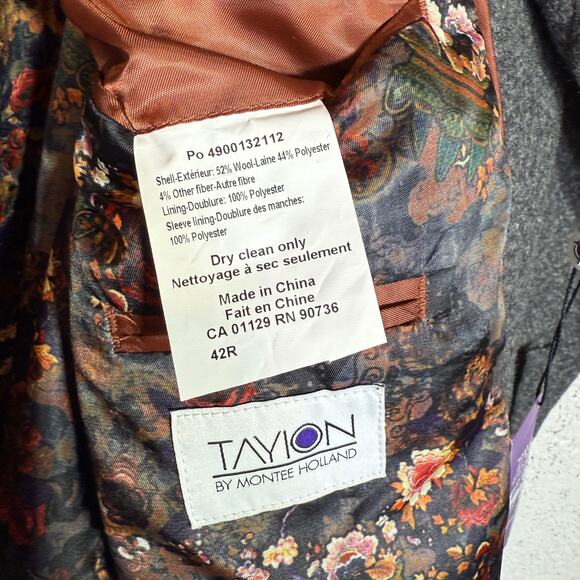 Po 4900132112
Shell-Extérieur: 52% Wool-Laine 44% Polyester
4% Other fiber-Autre fibre
Lining-Doublure: 100% Polyester
Sleeve lining-Doublure des manches:
100% Polyester
Dry clean only
Nettoyage à sec seulement
Made in China
Fait en Chine
CA 01129 RN 90736
42R
TAYION
BY MONTEE HOLLAND